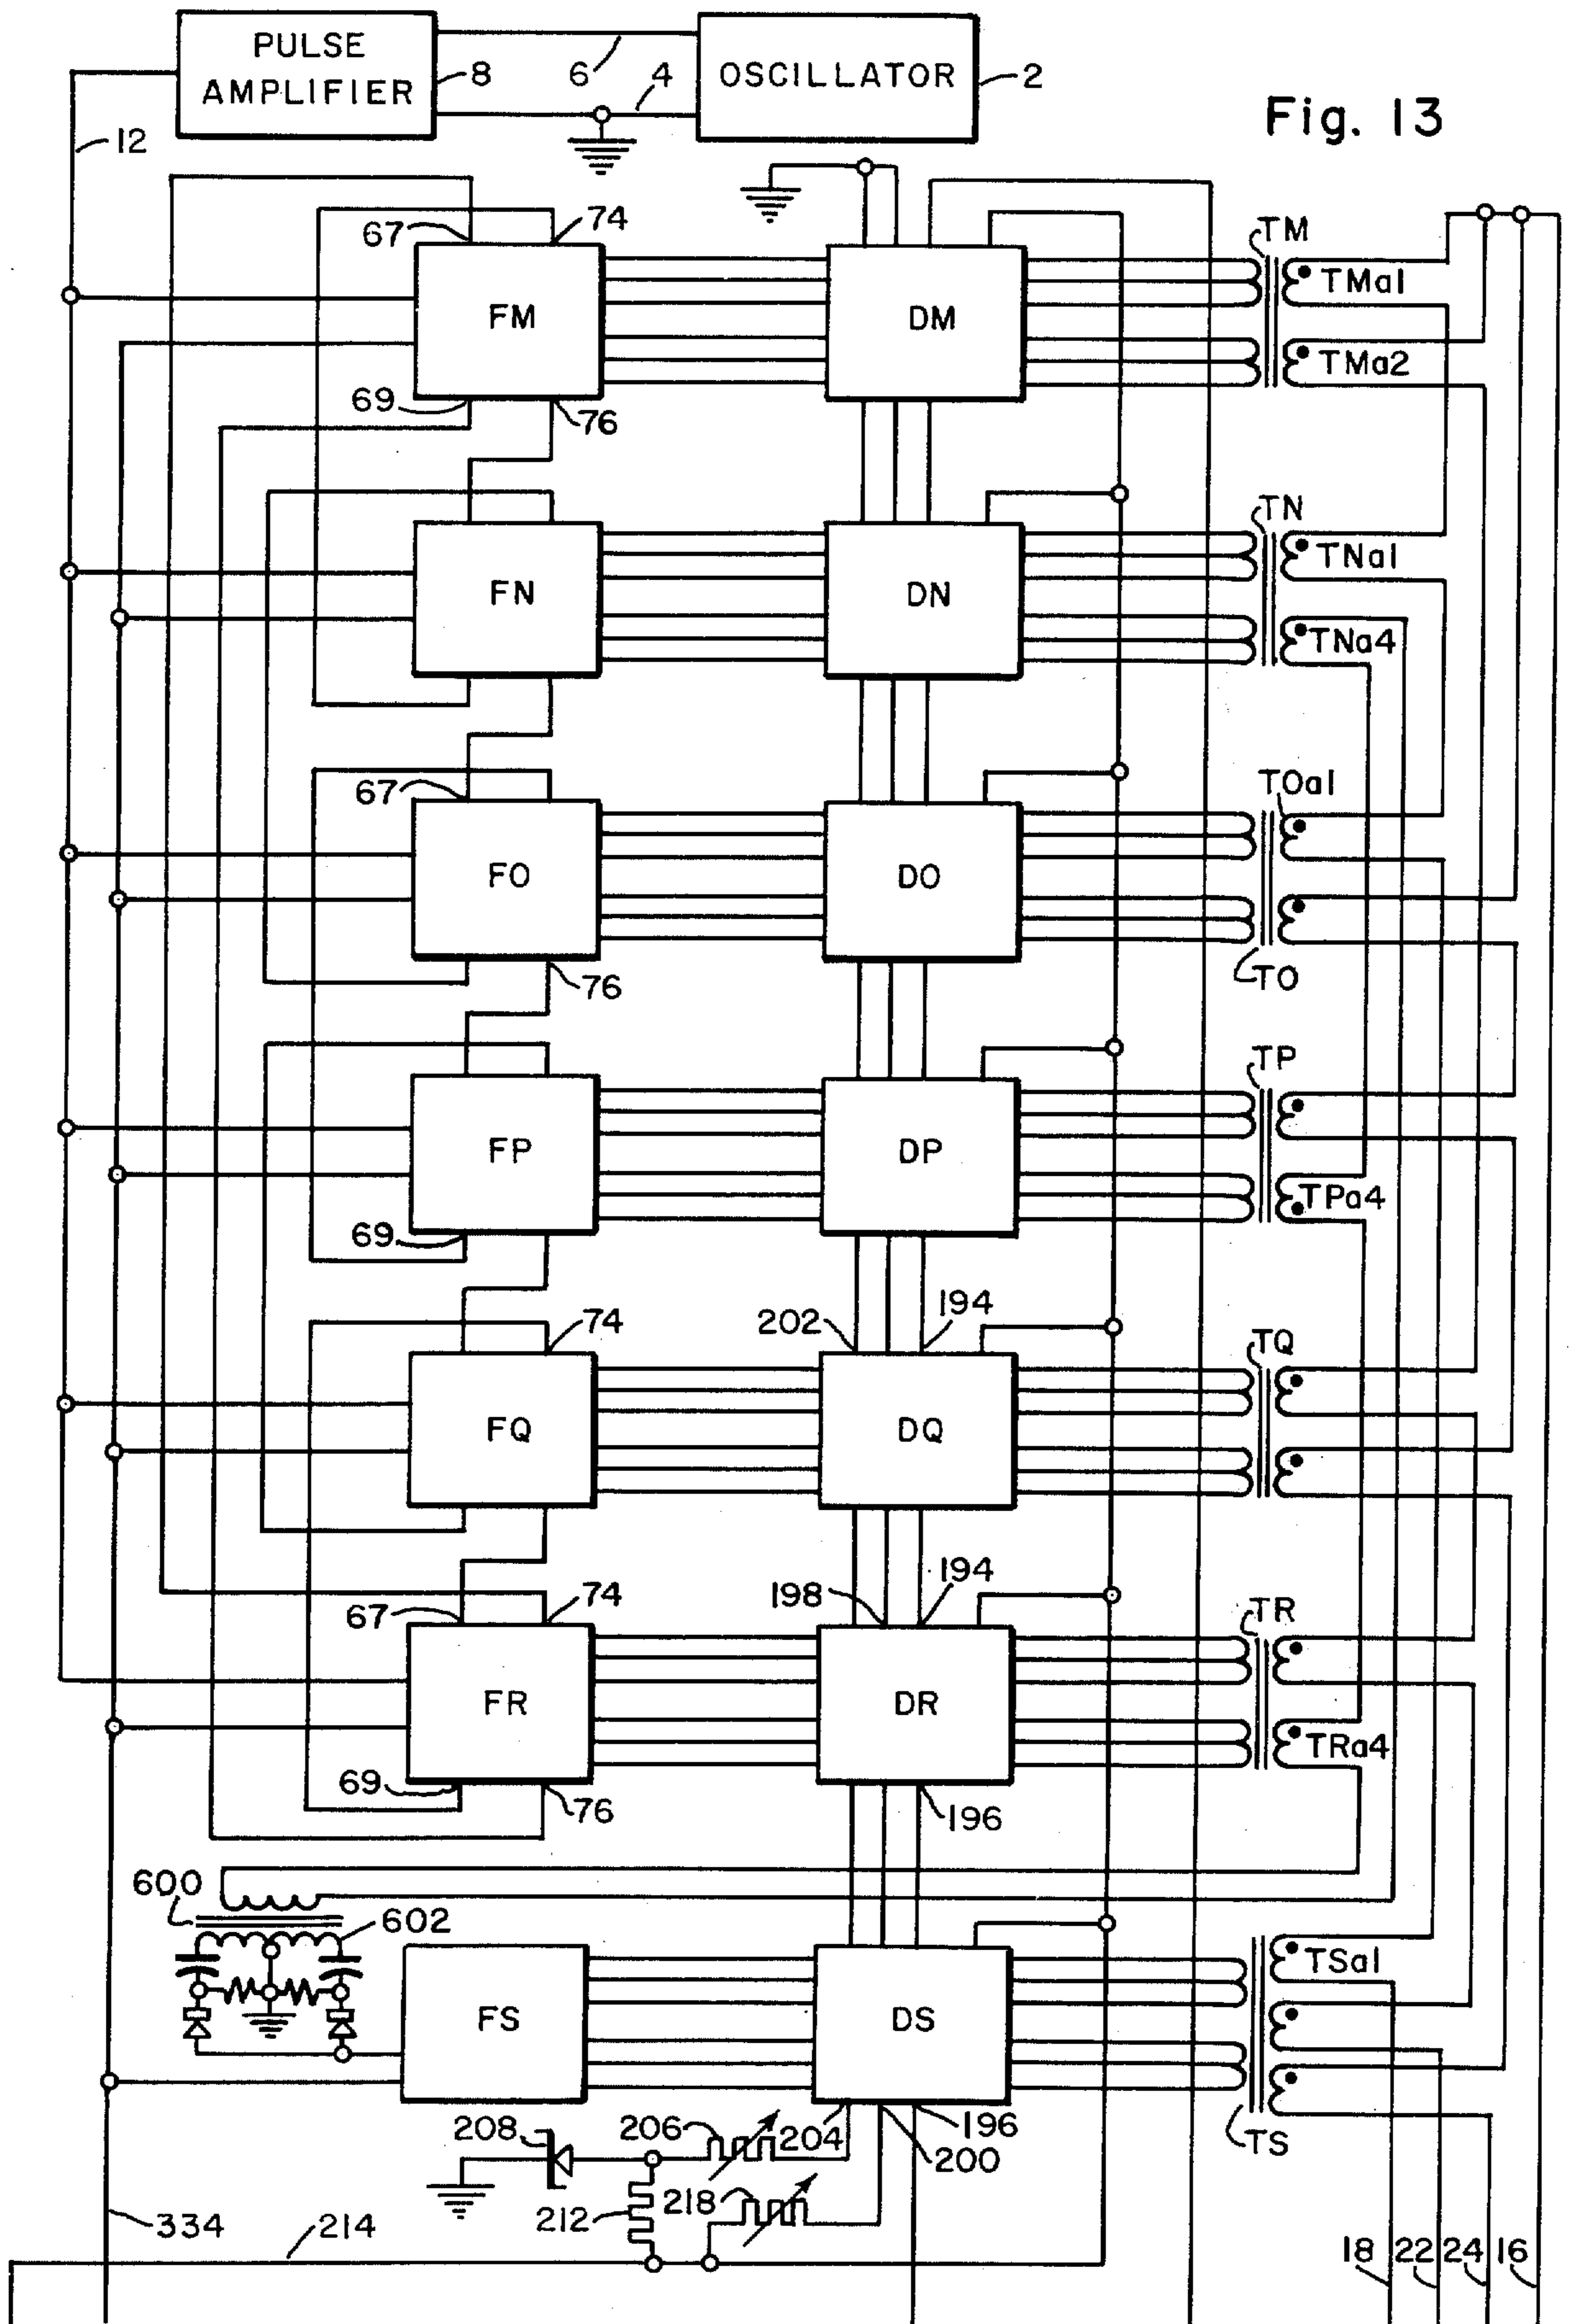 PULSE
AMPLIFIER
8
6
4
OSCILLATOR
2
Fig. 13
12
67
74
TM
FM
DM
TMa1
TMa2
69
76
TN
FN
DN
TNa1
TNa4
67
TOa1
FO
DO
76
TO
TP
FP
DP
TPa4
69
74
202
194
TQ
FQ
DQ
67
74
198
194
TR
FR
DR
TRa4
69
76
196
600
602
FS
DS
TSa1
208
206
204
196
200
TS
212
218
334
214
18
22
24
16